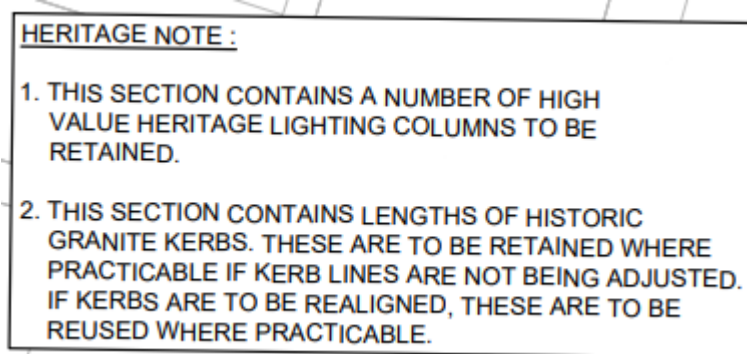 HERITAGE NOTE :
1. THIS SECTION CONTAINS A NUMBER OF HIGH
VALUE HERITAGE LIGHTING COLUMNS TO BE
RETAINED.
2. THIS SECTION CONTAINS LENGTHS OF HISTORIC
GRANITE KERBS. THESE ARE TO BE RETAINED WHERE
PRACTICABLE IF KERB LINES ARE NOT BEING ADJUSTED.
IF KERBS ARE TO BE REALIGNED, THESE ARE TO BE
REUSED WHERE PRACTICABLE.